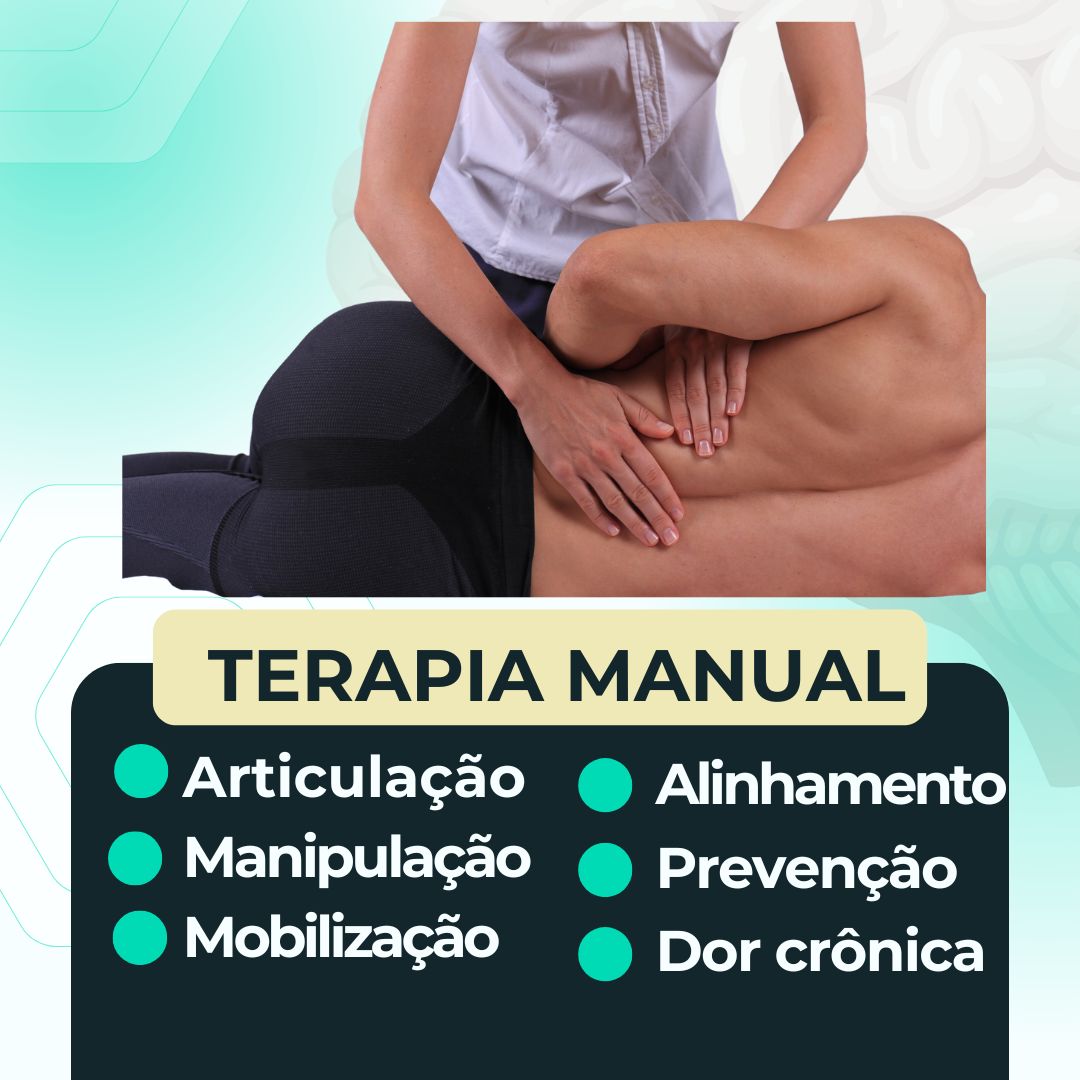 TERAPIA MANUAL
Articulação
Manipulação
Mobilização
Alinhamento
Prevenção
Dor crônica